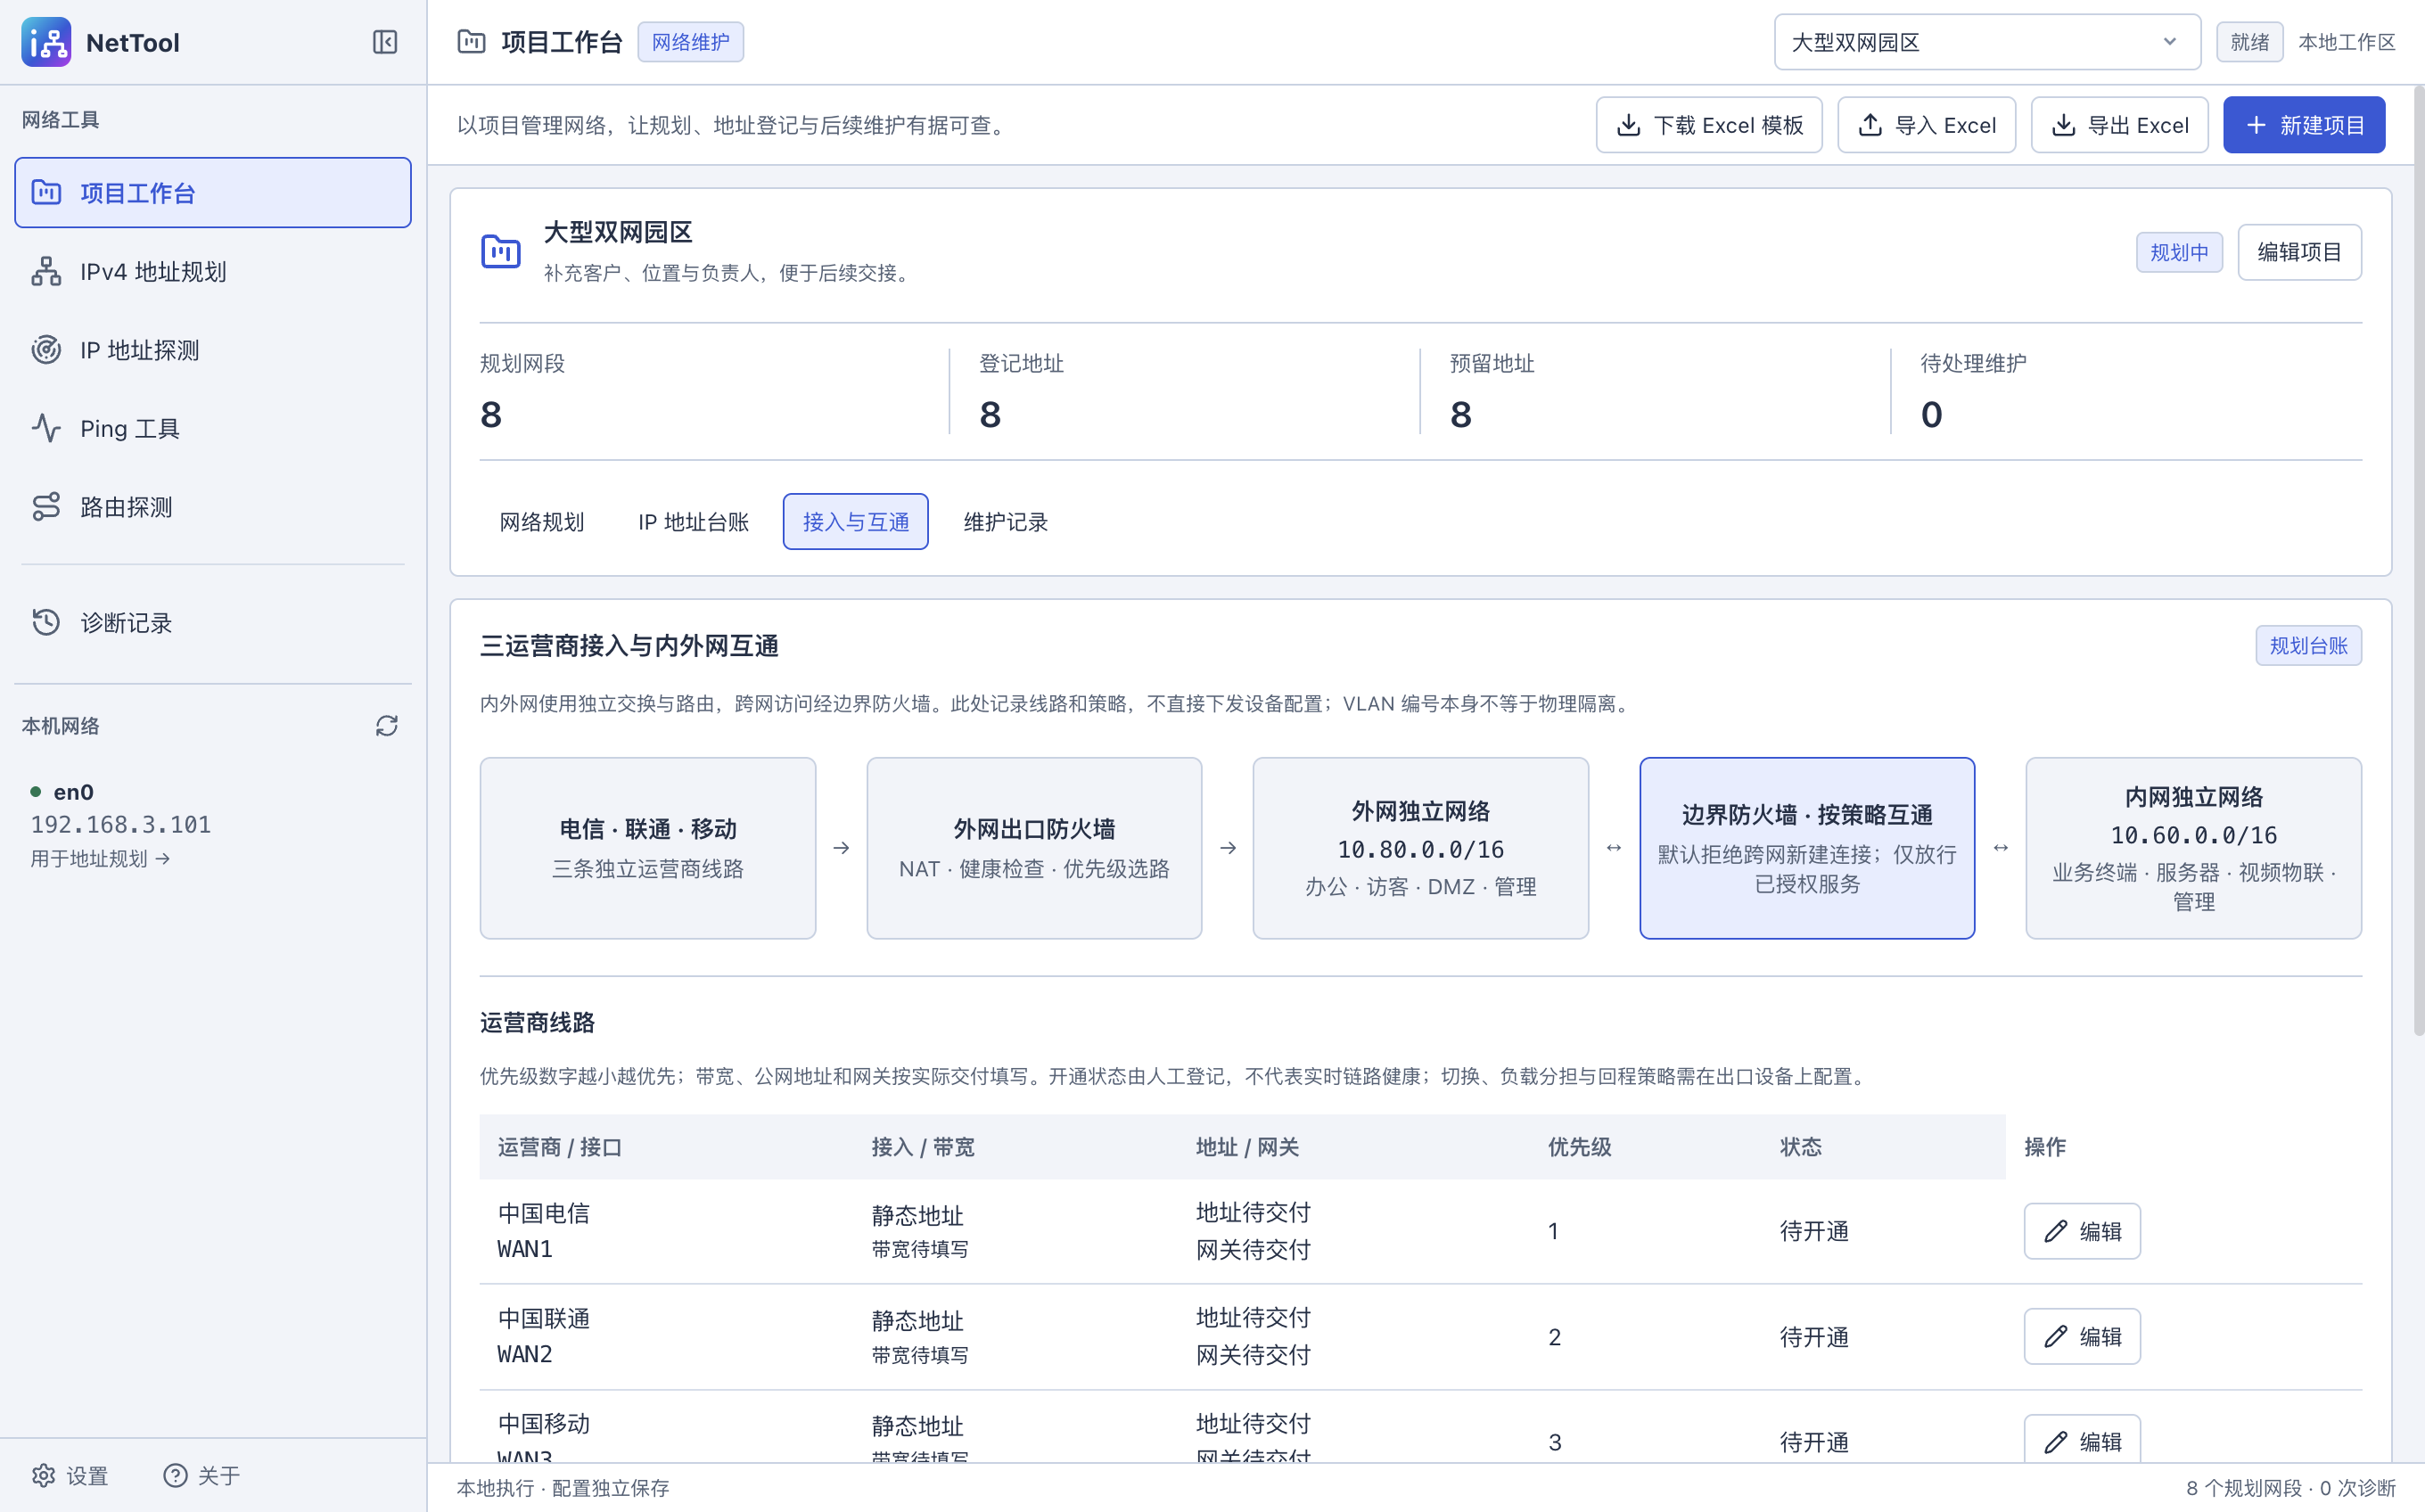 NetTool
网络工具
项目工作台
IPv4 地址规划
IP 地址探测
Ping 工具
路由探测
诊断记录
本机网络
en0
192.168.3.101
用于地址规划 →
设置
关于
项目工作台
网络维护
大型双网园区
就绪
本地工作区
以项目管理网络，让规划、地址登记与后续维护有据可查。
下载 Excel 模板
导入 Excel
导出 Excel
新建项目
大型双网园区
补充客户、位置与负责人，便于后续交接。
规划中
编辑项目
规划网段
8
登记地址
8
预留地址
8
待处理维护
0
网络规划
IP 地址台账
接入与互通
维护记录
三运营商接入与内外网互通
规划台账
内外网使用独立交换与路由，跨网访问经边界防火墙。此处记录线路和策略，不直接下发设备配置；VLAN 编号本身不等于物理隔离。
电信 · 联通 · 移动
三条独立运营商线路
→
外网出口防火墙
NAT · 健康检查 · 优先级选路
→
外网独立网络
10.80.0.0/16
办公 · 访客 · DMZ · 管理
↔
边界防火墙 · 按策略互通
默认拒绝跨网新建连接；仅放行
已授权服务
↔
内网独立网络
10.60.0.0/16
业务终端 · 服务器 · 视频物联 ·
管理
运营商线路
优先级数字越小越优先；带宽、公网地址和网关按实际交付填写。开通状态由人工登记，不代表实时链路健康；切换、负载分担与回程策略需在出口设备上配置。
运营商 / 接口
接入 / 带宽
地址 / 网关
优先级
状态
操作
中国电信
WAN1
静态地址
带宽待填写
地址待交付
网关待交付
1
待开通
编辑
中国联通
WAN2
静态地址
带宽待填写
地址待交付
网关待交付
2
待开通
编辑
中国移动
WAN3
静态地址
带宽待填写
地址待交付
网关待交付
3
待开通
编辑
本地执行 · 配置独立保存
8 个规划网段 · 0 次诊断